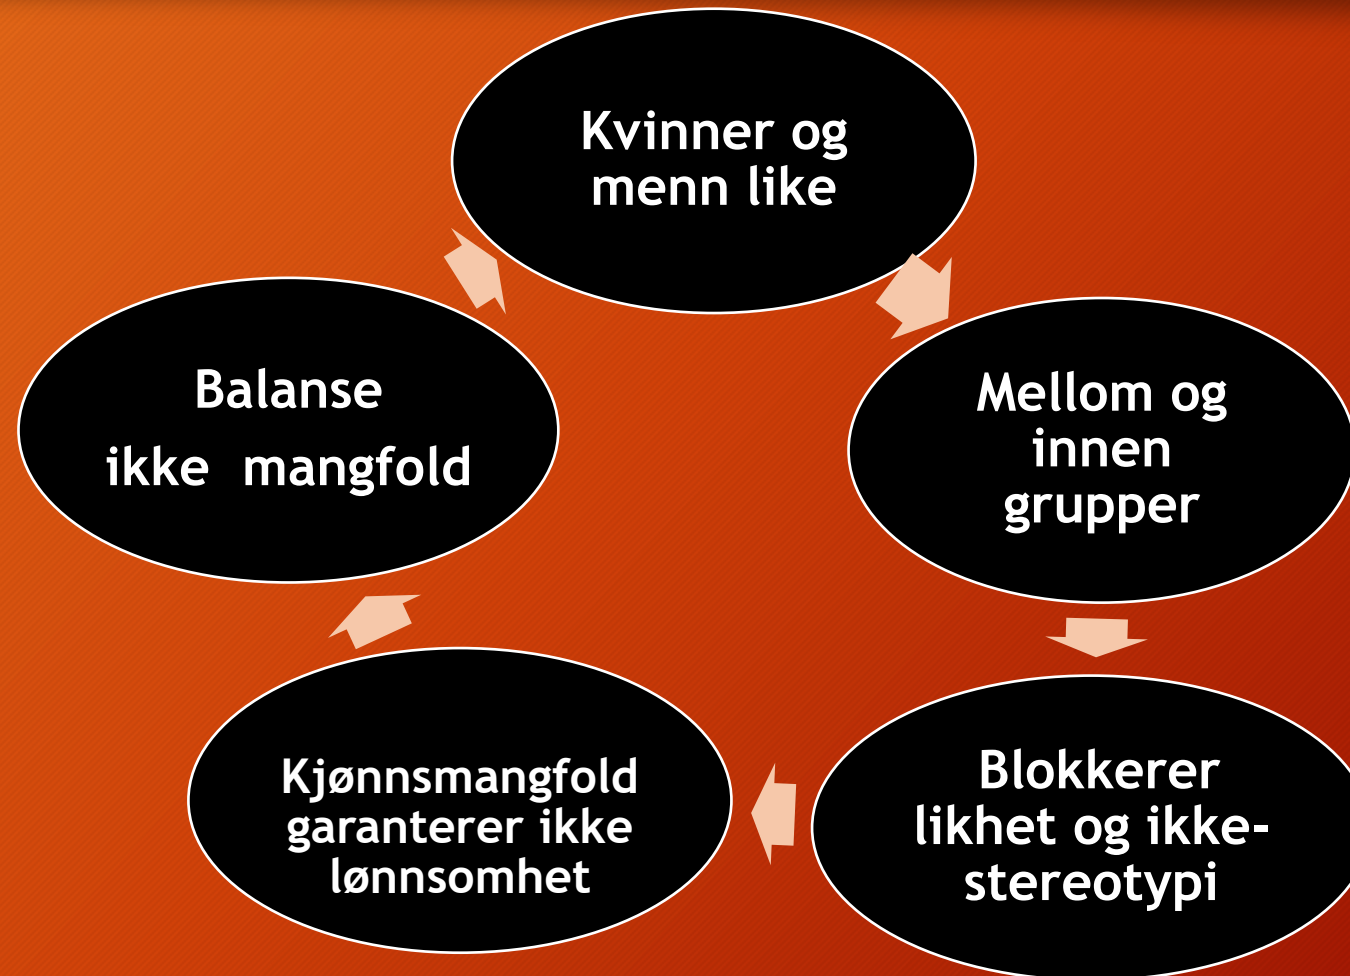 Kvinner og
menn like
Mellom og
innen
grupper
Blokkerer
likhet og ikke-
stereotypi
Kjønnsmangfold
garanterer ikke
lønnsomhet
Balanse
ikke  mangfold